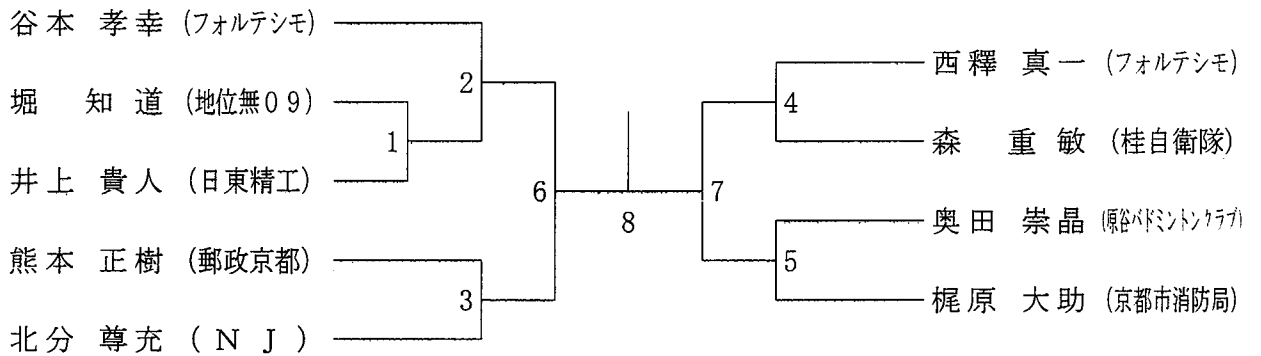 谷本 孝幸 (フォルテシモ)
堀 知道 (地位無09)
井上 貴人 (日東精工)
熊本 正樹 (郵政京都)
北分 尊充 (NJ)
1
2
3
6
8
7
4
5
西釋 真一 (フォルテシモ)
森 重敏 (桂自衛隊)
奥田 崇晶 (原谷バドミントンクラブ)
梶原 大助 (京都市消防局)